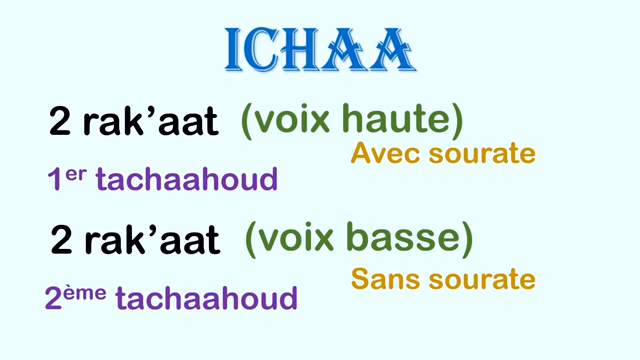 ICHAA
2 rak’aat (voix haute)
Avec sourate
1er tachaahoud
2 rak’aat (voix basse)
Sans sourate
2ème tachaahoud